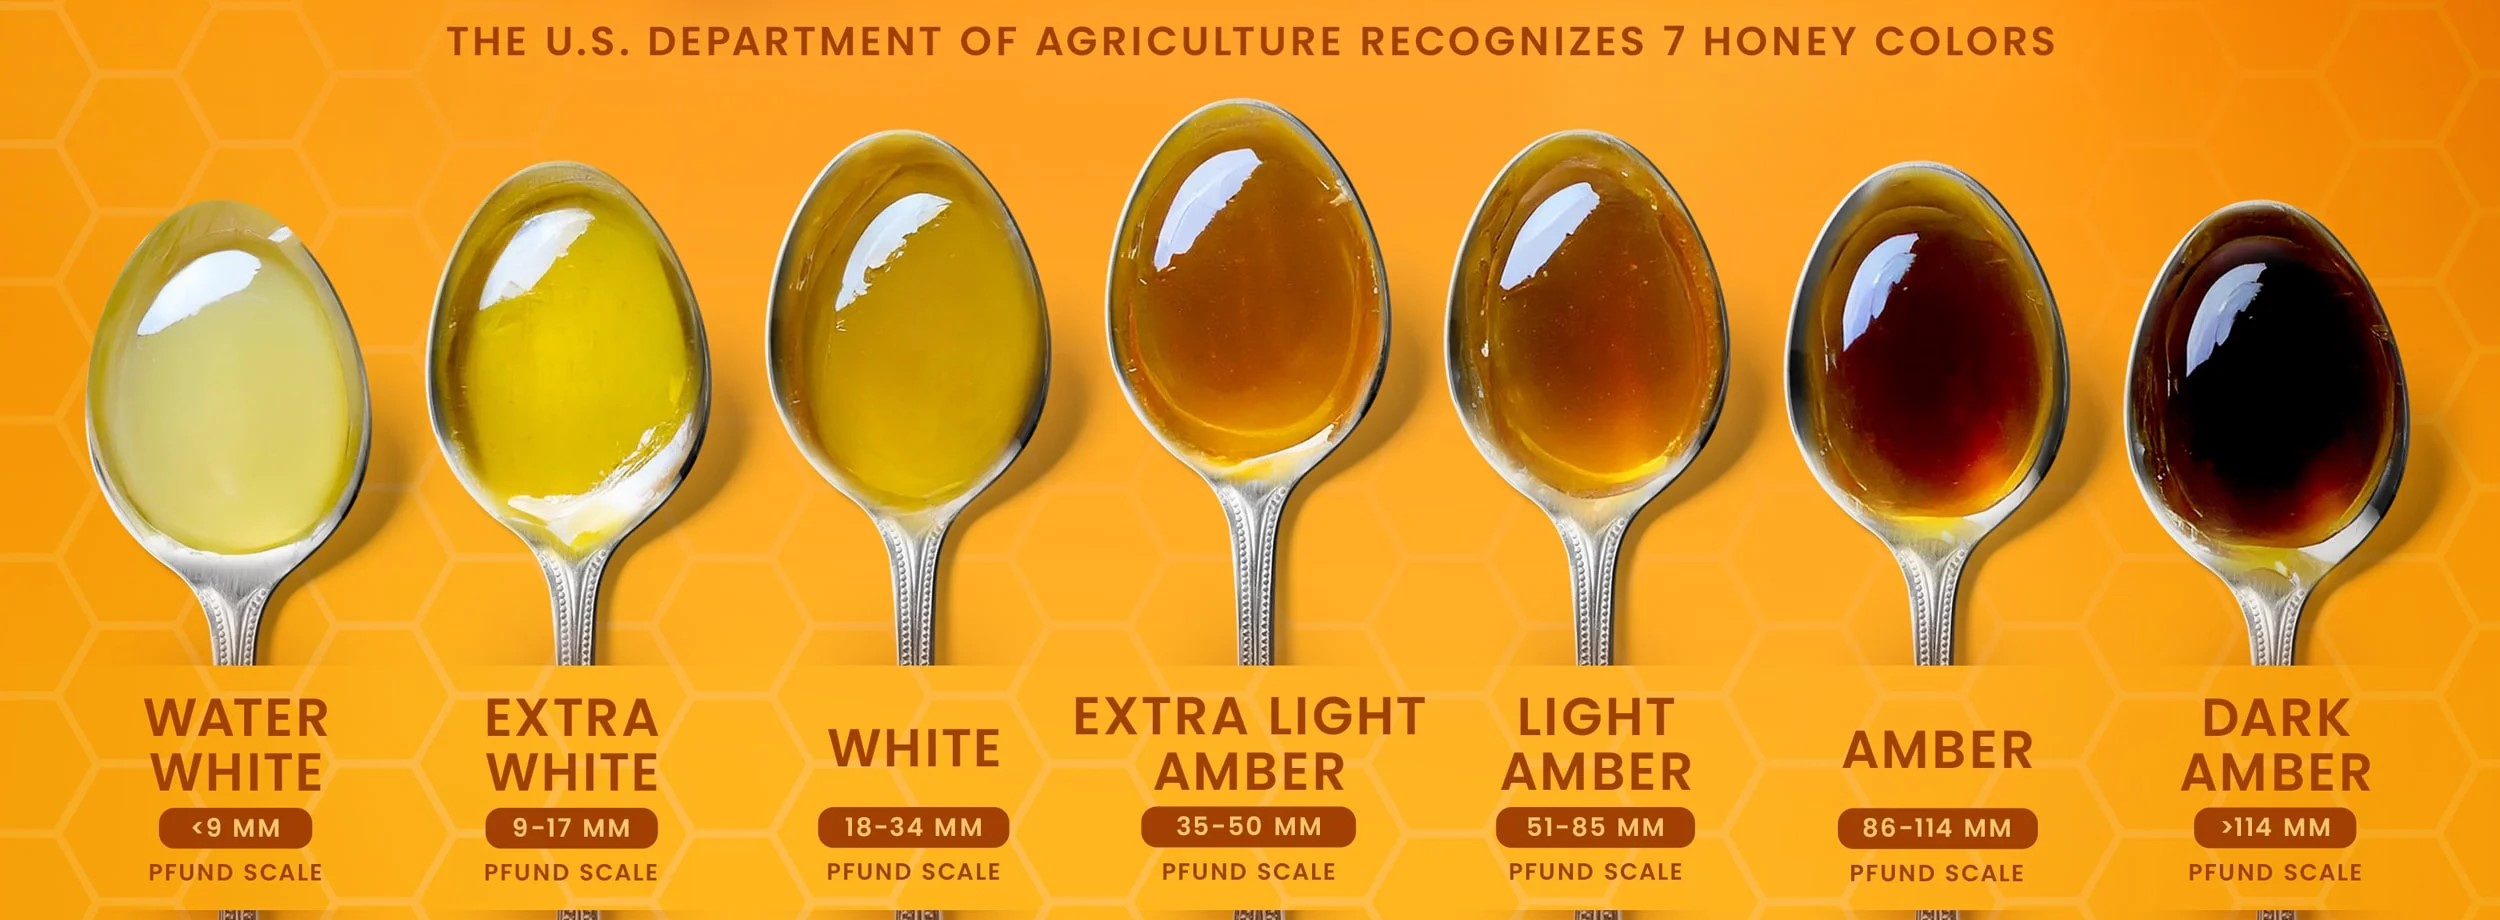 THE U.S. DEPARTMENT OF AGRICULTURE RECOGNIZES 7 HONEY COLORS
WATER
WHITE
<9 MM
PFUND SCALE
EXTRA
WHITE
9-17 MM
PFUND SCALE
WHITE
18-34 MM
PFUND SCALE
EXTRA LIGHT
AMBER
35-50 MM
PFUND SCALE
LIGHT
AMBER
51-85 MM
PFUND SCALE
AMBER
86-114 MM
PFUND SCALE
DARK
AMBER
>114 MM
PFUND SCALE